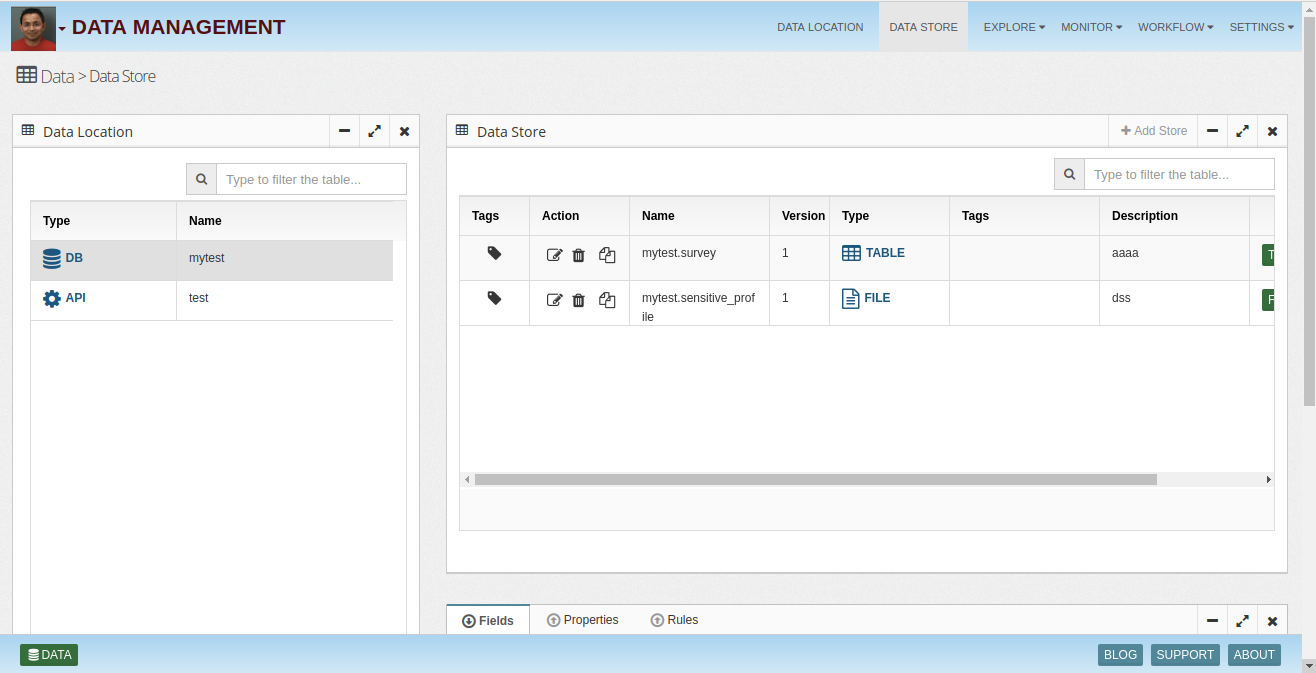 DATA MANAGEMENT
DATA LOCATION DATA STORE EXPLORE MONITOR WORKFLOW SETTINGS
Data > Data Store
Data Location
Type to filter the table...
Type Name
DB mytest
API test
Data Store
Add Store
Type to filter the table...
Tags Action Name Version Type Tags Description
mytest.survey 1 TABLE aaaa T
mytest.sensitive_prof 1 FILE dss F
ile
Fields Properties Rules
DATA BLOG SUPPORT ABOUT